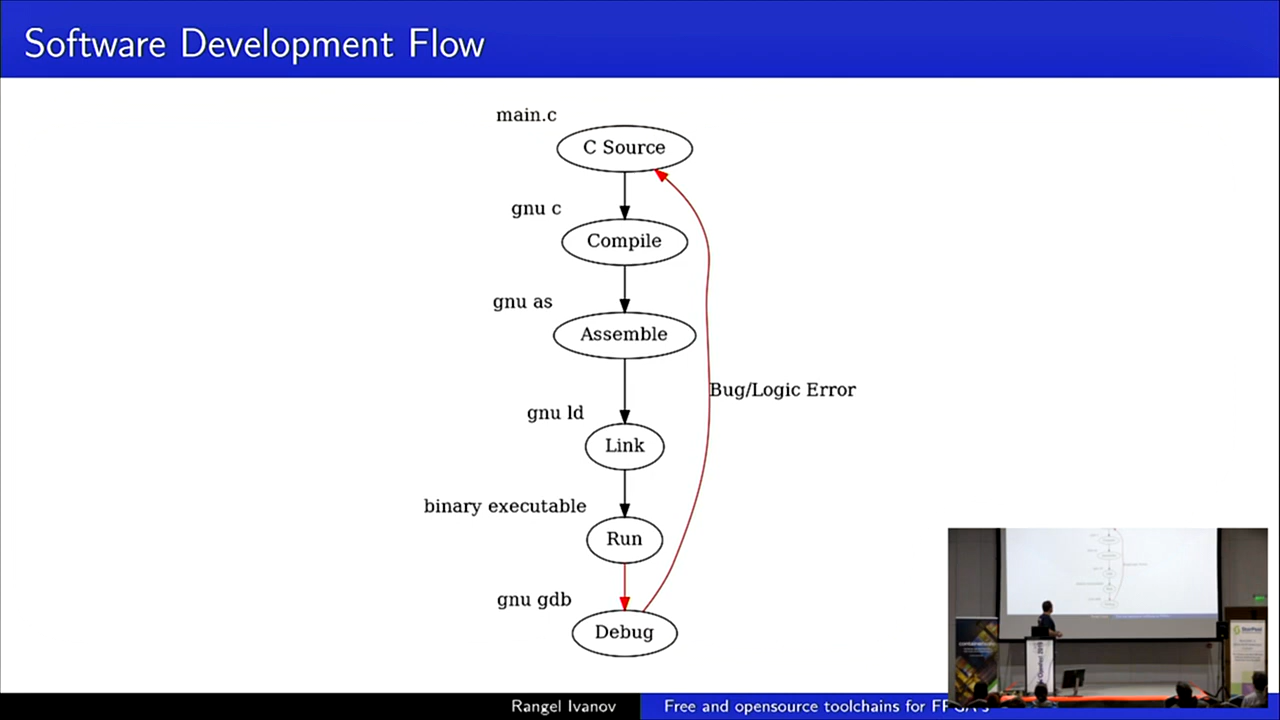 Software Development Flow
main.c
C Source
gnu c
Compile
gnu as
Assemble
Bug/Logic Error
gnu ld
Link
binary executable
Run
gnu gdb
Debug
Rangel Ivanov
Free and opensource toolchains for FPGA's